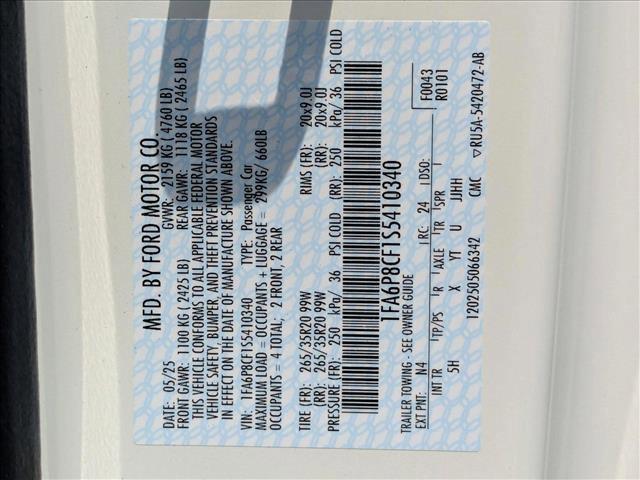 MFD. BY FORD MOTOR CO.
DATE: 05/25 GVWR: 2159 KG ( 4760 LB)
FRONT GAWR: 1100 KG ( 2425 LB) REAR GAWR: 1118 KG ( 2465 LB)
THIS VEHICLE CONFORMS TO ALL APPLICABLE FEDERAL MOTOR
VEHICLE SAFETY, BUMPER, AND THEFT PREVENTION STANDARDS
IN EFFECT ON THE DATE OF MANUFACTURE SHOWN ABOVE.
VIN: 1FA6P8CF1S5410340 TYPE: Passenger Car
MAXIMUM LOAD = OCCUPANTS + LUGGAGE = 299KG/ 660LB
OCCUPANTS = 4 TOTAL; 2 FRONT, 2 REAR
TIRE (FR): 265/35R20 99W RIMS (FR): 20x9.0J
(RR): 265/35R20 99W (RR): 20x9.0J
PRESSURE (FR): 250 kPa/ 36 PSI COLD (RR): 250 kPa/ 36 PSI COLD
1FA6P8CF1S5410340
TRAILER TOWING - SEE OWNER GUIDE
EXT PNT: N4 RC: 24 DSO: F0043
R0101
INT TR TP/PS R AXLE TR SPR
5H X YT U JJHH
120250506​6342 CMC ▽RU5A-5420472-AB